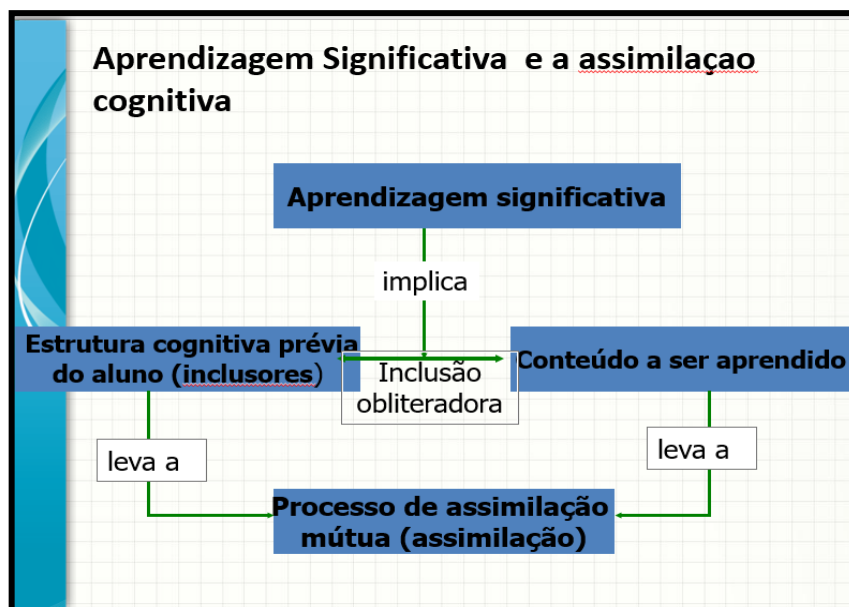 Aprendizagem Significativa e a assimilaçao
cognitiva
Aprendizagem significativa
implica
Estrutura cognitiva prévia
do aluno (inclusores)
Inclusão
obliteradora
Conteúdo a ser aprendido
leva a
leva a
Processo de assimilação
mútua (assimilação)